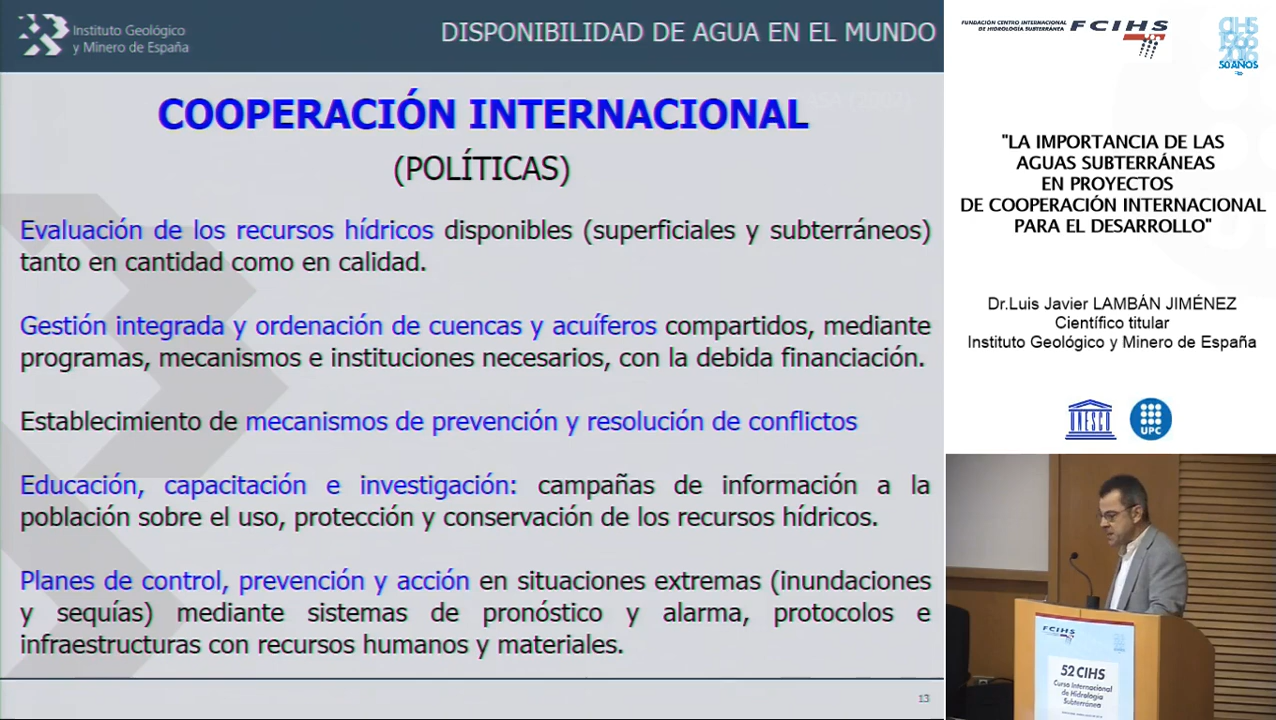 Instituto Geológico
y Minero de España
DISPONIBILIDAD DE AGUA EN EL MUNDO
COOPERACIÓN INTERNACIONAL
(POLÍTICAS)
Evaluación de los recursos hídricos disponibles (superficiales y subterráneos)
tanto en cantidad como en calidad.
Gestión integrada y ordenación de cuencas y acuíferos compartidos, mediante
programas, mecanismos e instituciones necesarios, con la debida financiación.
Establecimiento de mecanismos de prevención y resolución de conflictos
Educación, capacitación e investigación: campañas de información a la
población sobre el uso, protección y conservación de los recursos hídricos.
Planes de control, prevención y acción en situaciones extremas (inundaciones
y sequías) mediante sistemas de pronóstico y alarma, protocolos e
infraestructuras con recursos humanos y materiales.
13
FUNDACIÓN CENTRO INTERNACIONAL
DE HIDROLOGÍA SUBTERRÁNEA
FCIHS
CIHS
1966
2016
50 AÑOS
"LA IMPORTANCIA DE LAS
AGUAS SUBTERRÁNEAS
EN PROYECTOS
DE COOPERACIÓN INTERNACIONAL
PARA EL DESARROLLO"
Dr.Luis Javier LAMBÁN JIMÉNEZ
Científico titular
Instituto Geológico y Minero de España
UNESCO
UPC
FCIHS
52 CIHS
Curso Internacional
de Hidrología
Subterránea